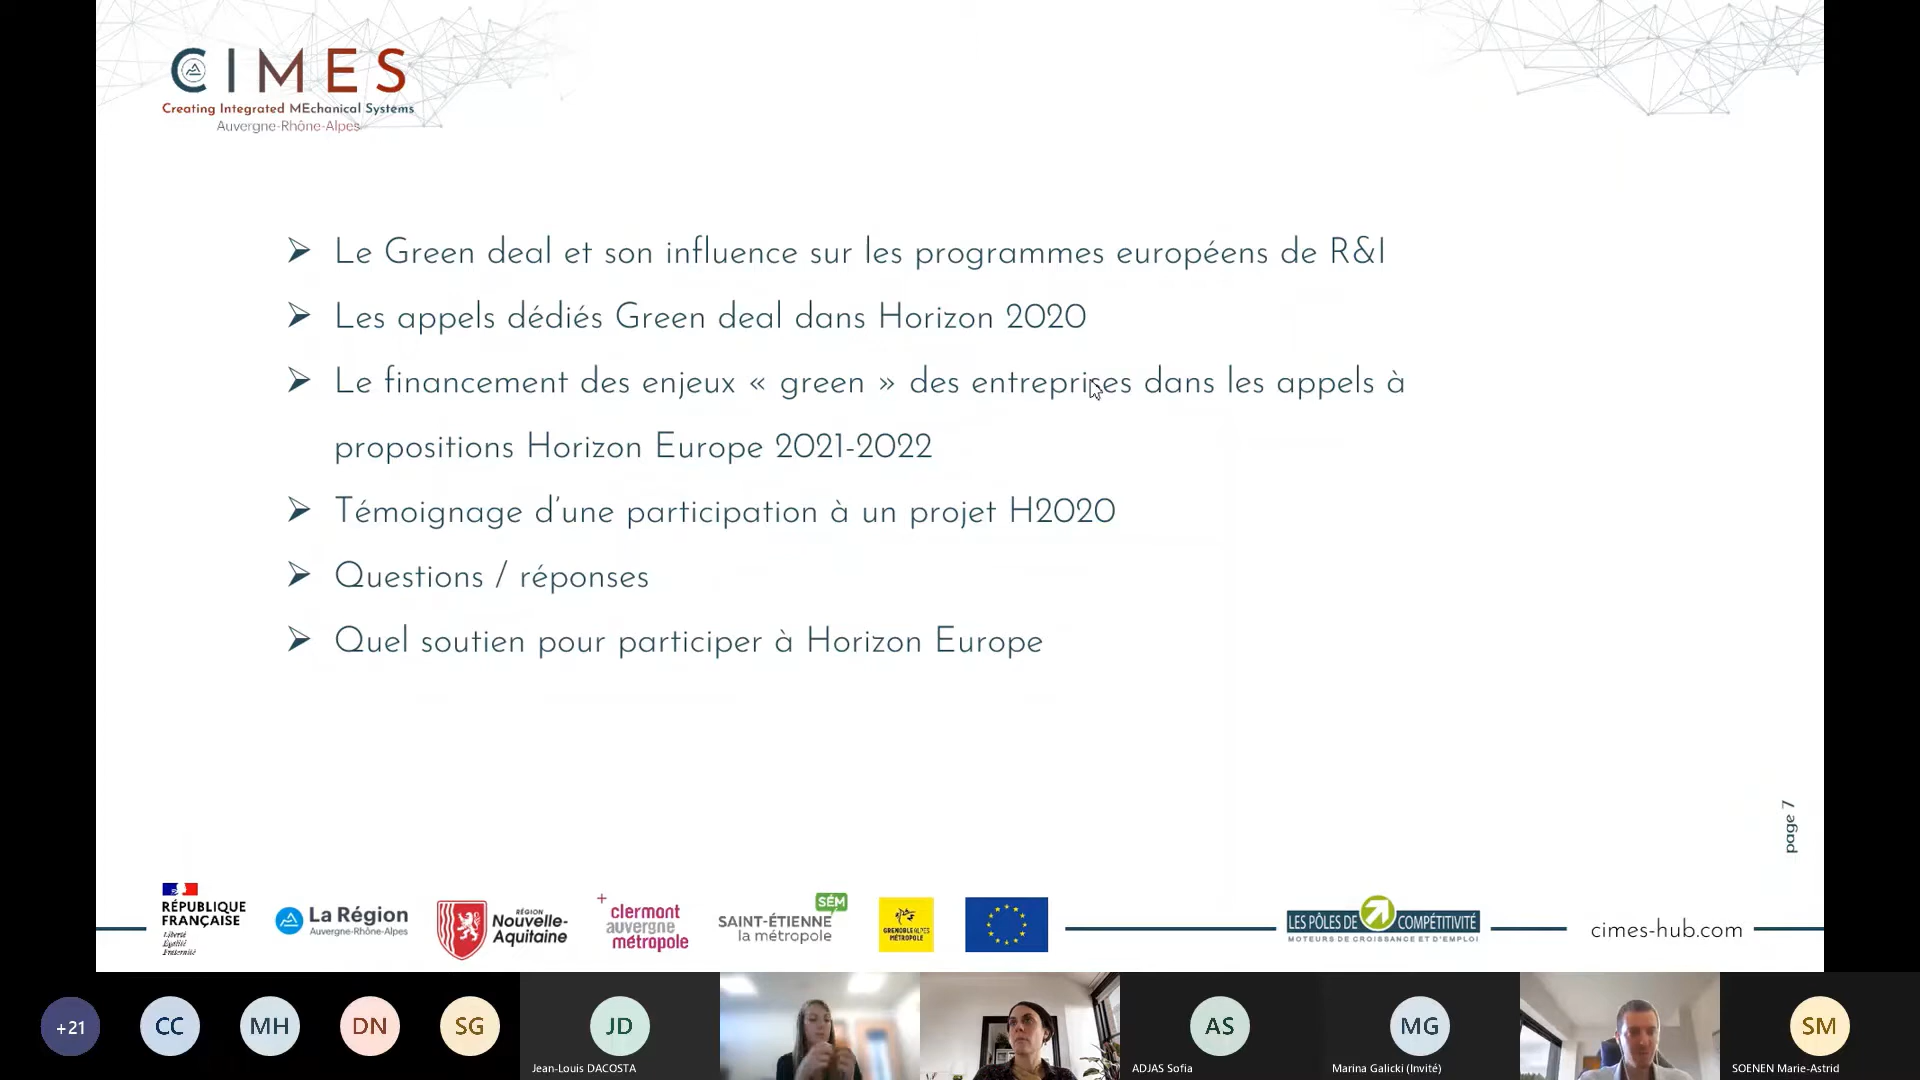 CIMES
Creating Integrated MEchanical Systems
Auvergne-Rhône-Alpes
➢ Le Green deal et son influence sur les programmes européens de R&I
➢ Les appels dédiés Green deal dans Horizon 2020
➢ Le financement des enjeux « green » des entreprises dans les appels à
propositions Horizon Europe 2021-2022
➢ Témoignage d'une participation à un projet H2020
➢ Questions / réponses
➢ Quel soutien pour participer à Horizon Europe
page 7
RÉPUBLIQUE
FRANÇAISE
Liberté
Égalité
Fraternité
La Région
Auvergne-Rhône-Alpes
RÉGION
Nouvelle-
Aquitaine
clermont
auvergne
métropole
SÉM
SAINT-ÉTIENNE
la métropole
GRENOBLE ALPES
MÉTROPOLE
LES PÔLES DE COMPÉTITIVITÉ
MOTEURS DE CROISSANCE ET D'EMPLOI
cimes-hub.com
+21
CC
MH
DN
SG
JD
AS
MG
SM
Jean-Louis DACOSTA
ADJAS Sofia
Marina Galicki (Invité)
SOENEN Marie-Astrid